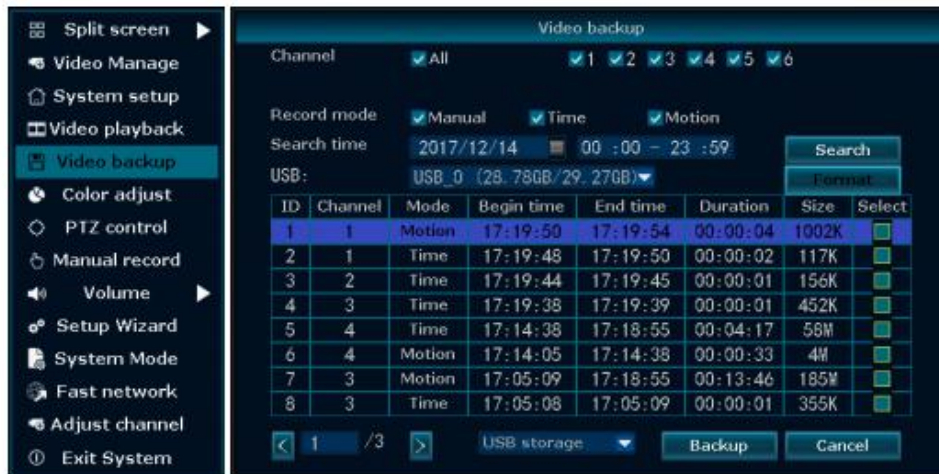 Split screen
Video Manage
System setup
Video playback
Video backup
Color adjust
PTZ control
Manual record
Volume
Setup Wizard
System Mode
Fast network
Adjust channel
Exit System
Video backup
Channel All 1 2 3 4 5 6
Record mode Manual Time Motion
Search time 2017/12/14 00 :00 - 23 :59 Search
USB: USB_0 (28. 78GB/29. 27GB) Format
ID Channel Mode Begin time End time Duration Size Select
1 1 Motion 17:19:50 17:19:54 00:00:04 1002K
2 1 Time 17:19:48 17:19:50 00:00:02 117K
3 2 Time 17:19:44 17:19:45 00:00:01 156K
4 3 Time 17:19:38 17:19:39 00:00:01 452K
5 4 Time 17:14:38 17:18:55 00:04:17 58M
6 4 Motion 17:14:05 17:14:38 00:00:33 4M
7 3 Motion 17:05:09 17:18:55 00:13:46 185M
8 3 Time 17:05:08 17:05:09 00:00:01 355K
< 1 /3 > USB storage Backup Cancel